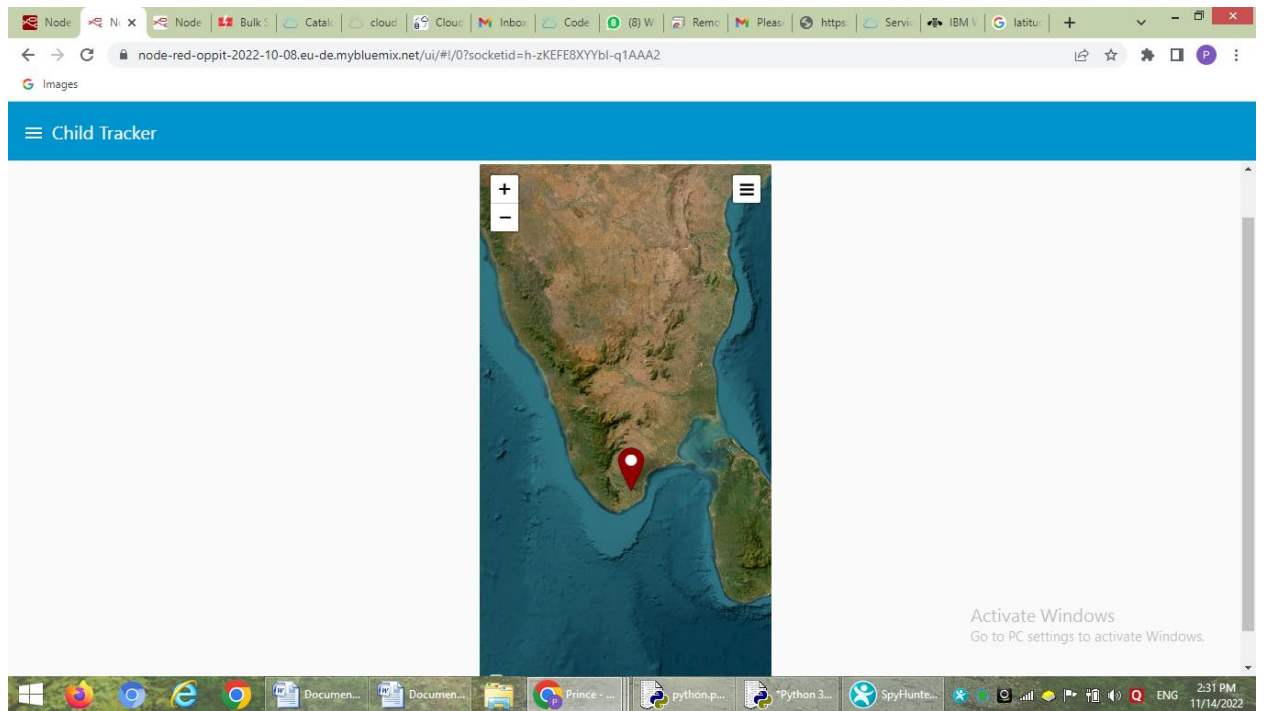 Node N Node Bulk S Catalo cloud Clouc Inbox Code (8) W Remo Pleas https Servic IBM W G latituc
node-red-oppit-2022-10-08.eu-de.mybluemix.net/ui/#!/0?socketid=h-zKEFE8XYYbl-q1AAA2
P
G Images
Child Tracker
+
−
Activate Windows
Go to PC settings to activate Windows.
Documen... Documen... Prince - ... python.p... *Python 3... SpyHunte... ENG 2:31 PM
11/14/2022